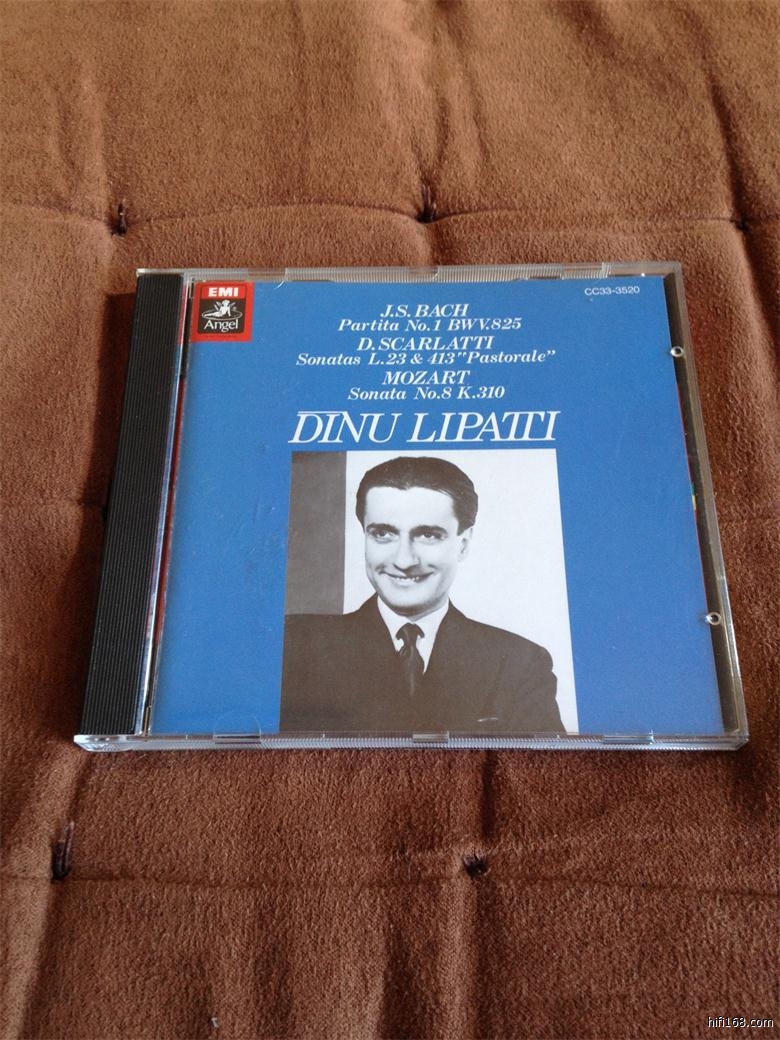 EMI
Angel
CC33-3520
J.S. BACH
Partita No.1 BWV.825
D. SCARLATTI
Sonatas L.23 & 413 "Pastorale"
MOZART
Sonata No.8 K.310
DINU LIPATTI
hifi168.com